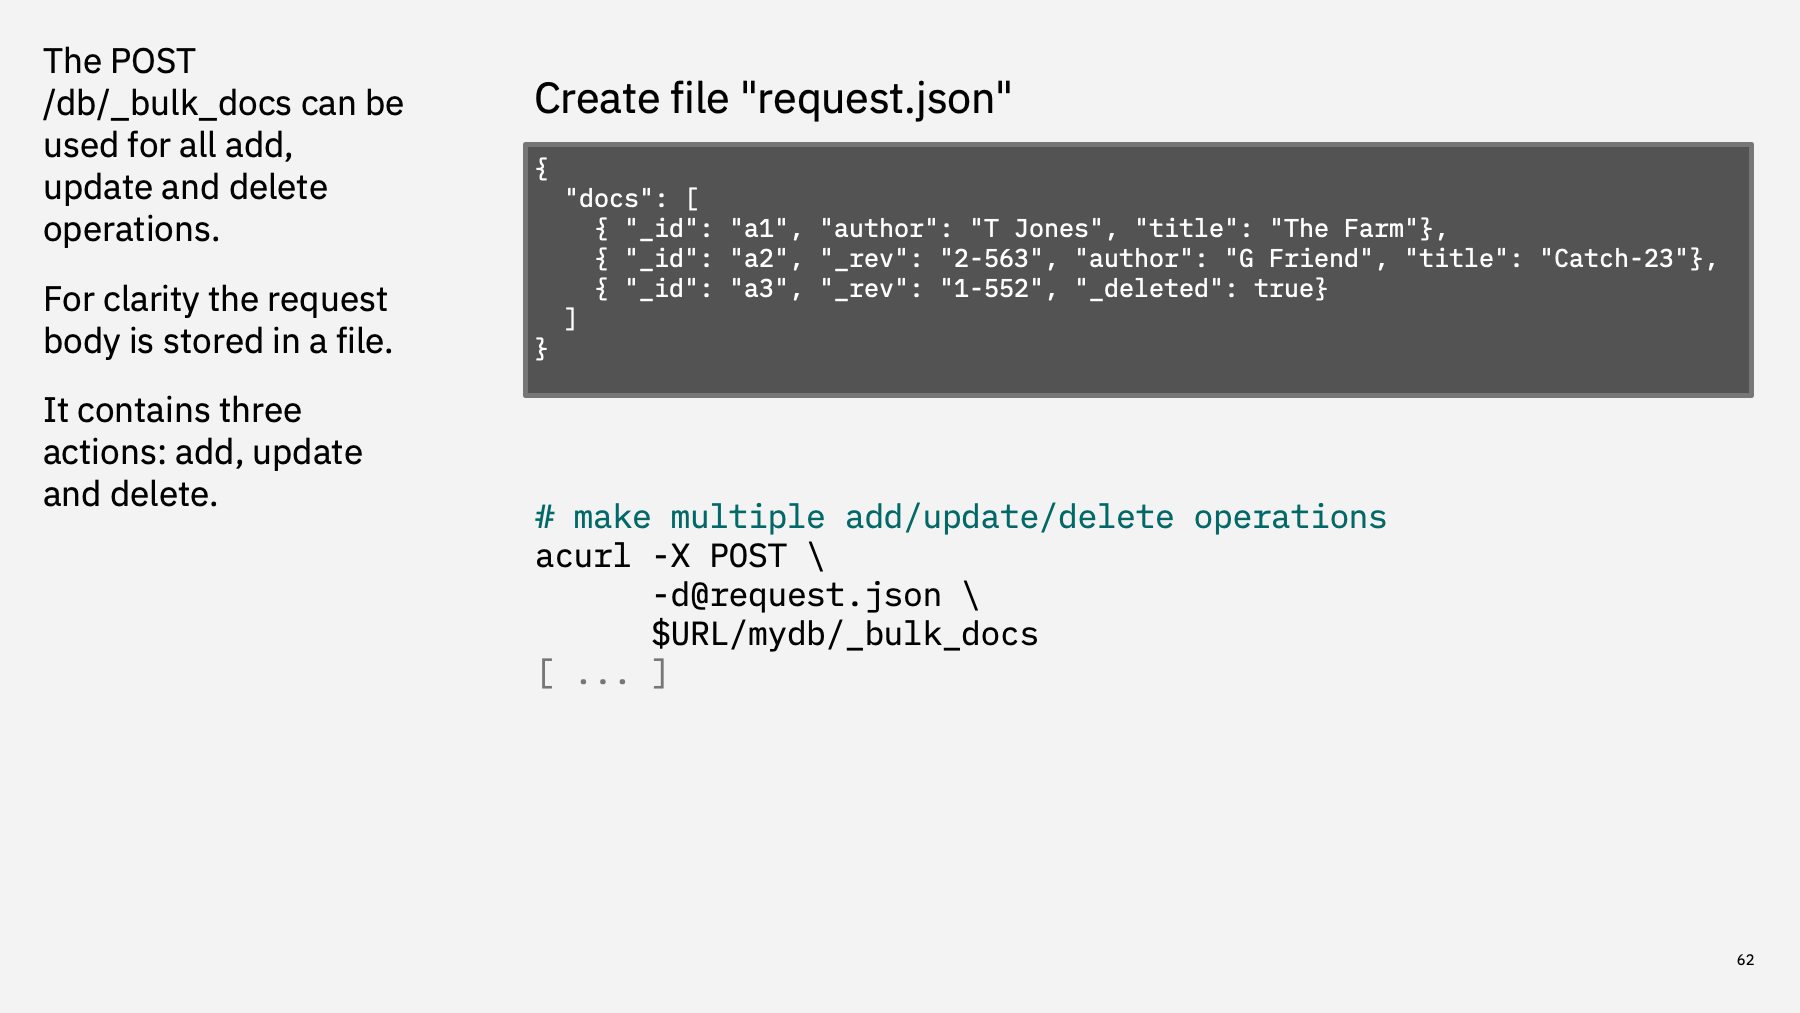 The POST
/db/_bulk_docs can be
used for all add,
update and delete
operations.
For clarity the request
body is stored in a file.
It contains three
actions: add, update
and delete.
Create file "request.json"
{
  "docs": [
    { "_id": "a1", "author": "T Jones", "title": "The Farm"},
    { "_id": "a2", "_rev": "2-563", "author": "G Friend", "title": "Catch-23"},
    { "_id": "a3", "_rev": "1-552", "_deleted": true}
  ]
}
# make multiple add/update/delete operations
acurl -X POST \
      -d@request.json \
      $URL/mydb/_bulk_docs
[ ... ]
62